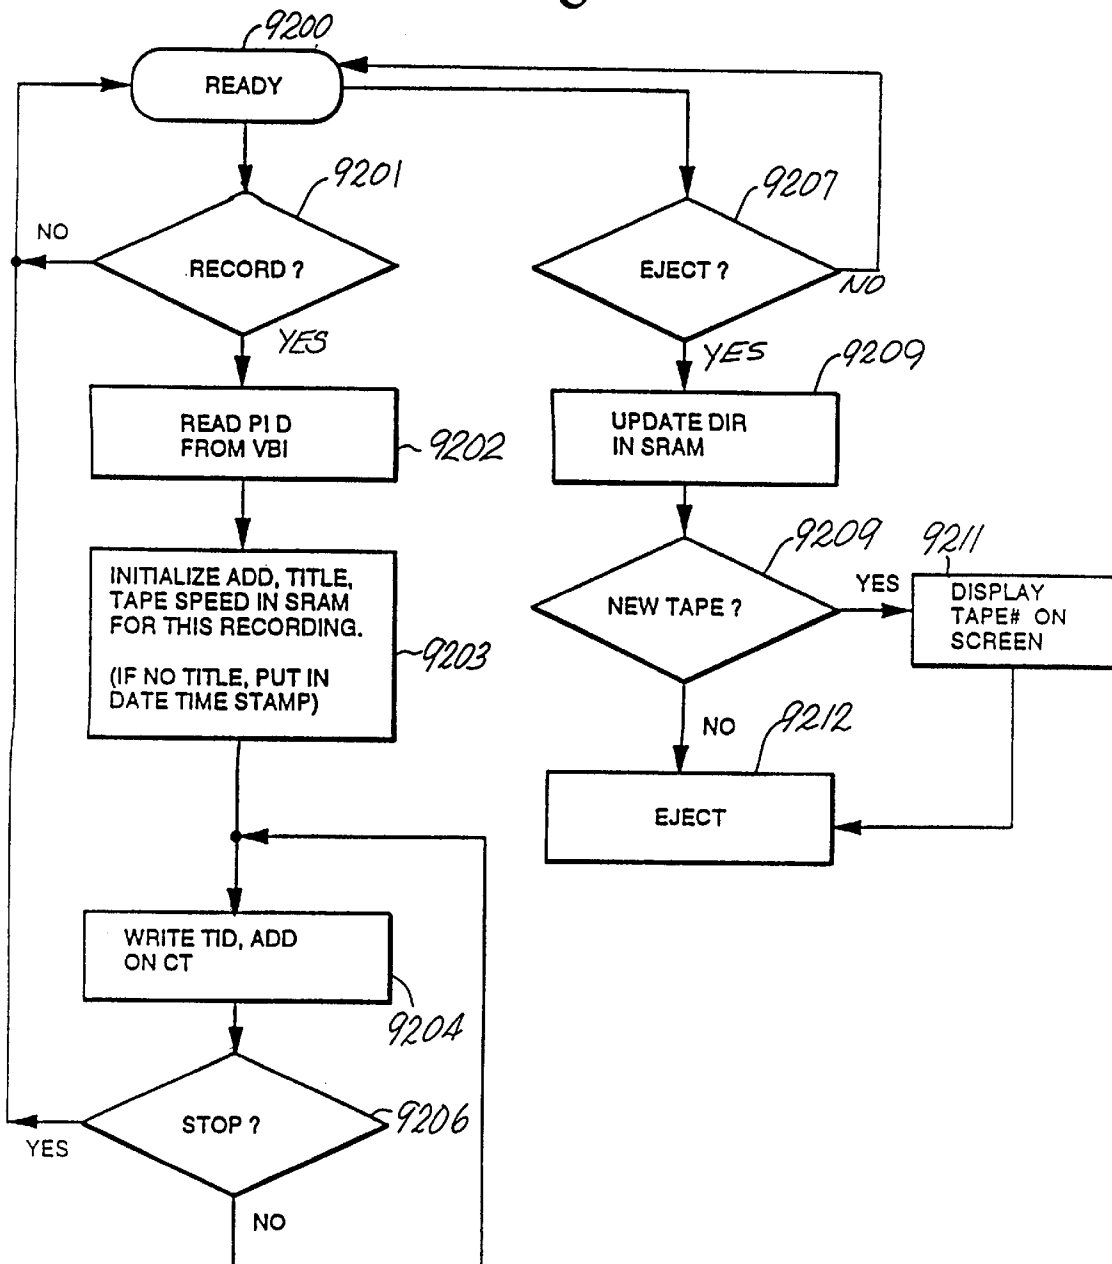 9200
READY
9201
NO
RECORD ?
YES
READ PI D
FROM VBI
9202
INITIALIZE ADD, TITLE,
TAPE SPEED IN SRAM
FOR THIS RECORDING.
(IF NO TITLE, PUT IN
DATE TIME STAMP)
9203
WRITE TID, ADD
ON CT
9204
STOP ?
9206
YES
NO
9207
EJECT ?
NO
YES
9209
UPDATE DIR
IN SRAM
9209
NEW TAPE ?
YES
9211
DISPLAY
TAPE# ON
SCREEN
NO
9212
EJECT